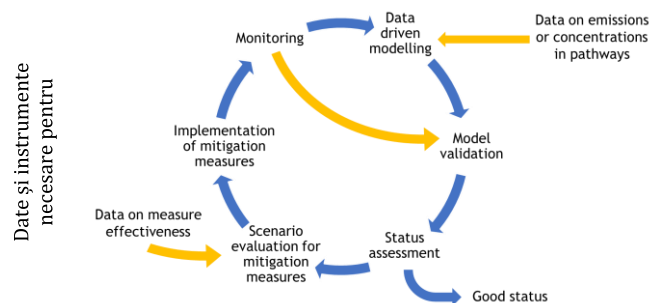 Date și instrumente
necesare pentru
Monitoring
Data
driven
modelling
Data on emissions
or concentrations
in pathways
Model
validation
Status
assessment
Good status
Scenario
evaluation for
mitigation
measures
Data on measure
effectiveness
Implementation
of mitigation
measures